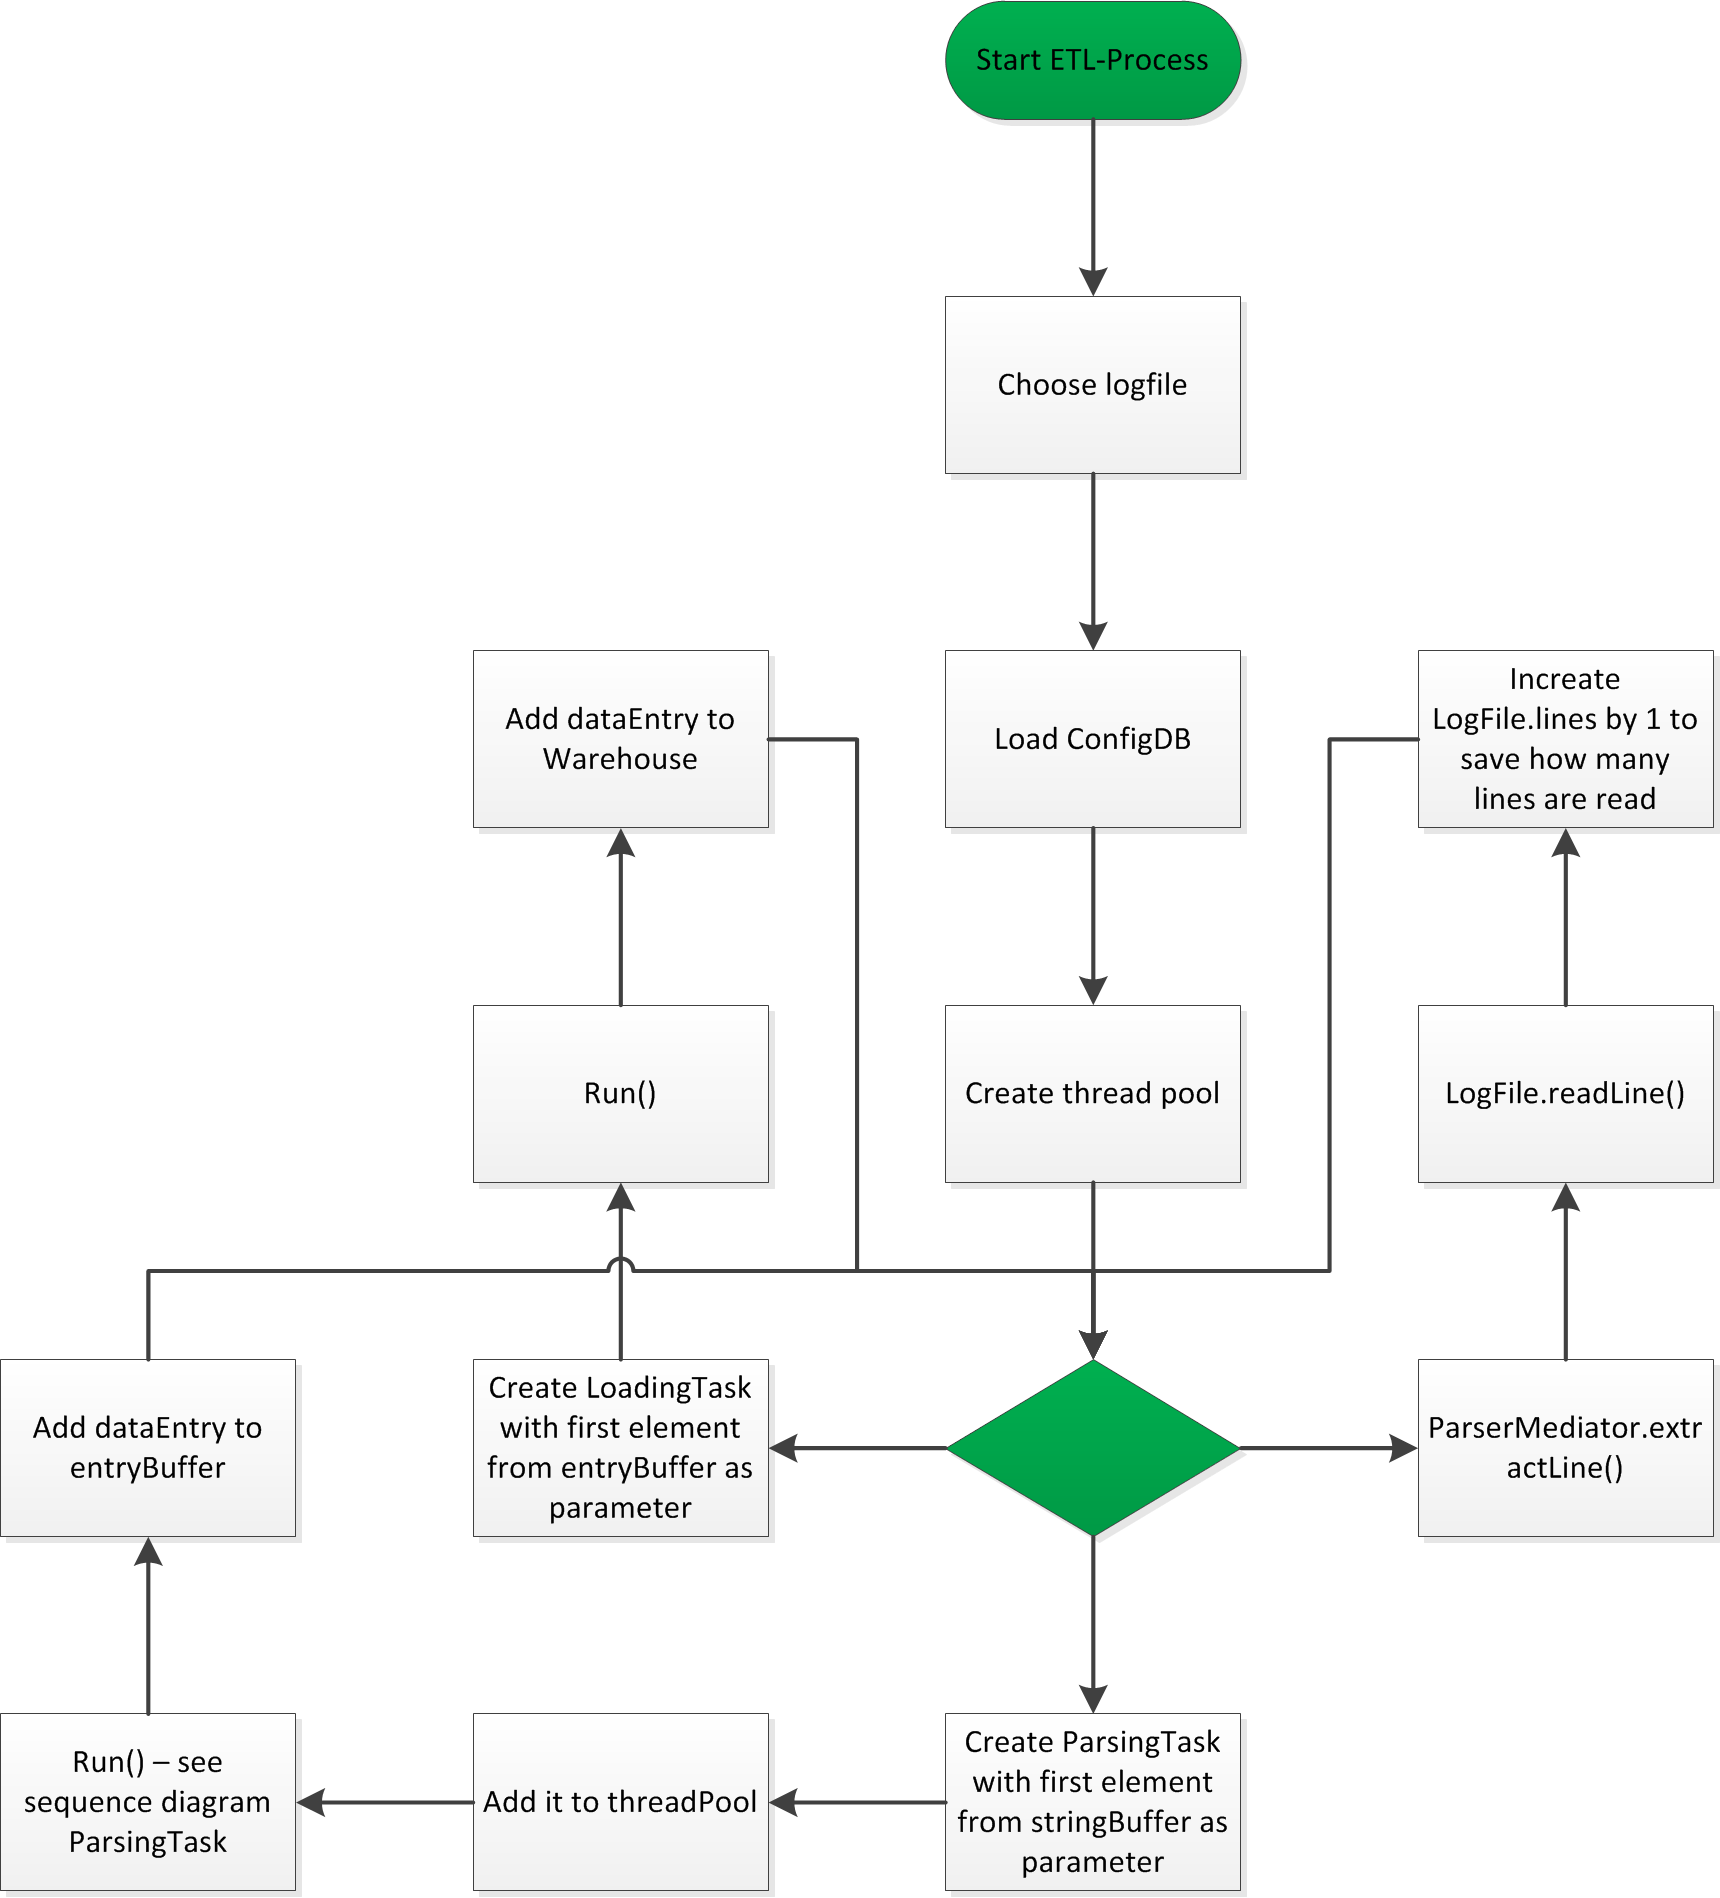 Start ETL-Process
Choose logfile
Add dataEntry to
Warehouse
Load ConfigDB
Increate
LogFile.lines by 1 to
save how many
lines are read
Run()
Create thread pool
LogFile.readLine()
Add dataEntry to
entryBuffer
Create LoadingTask
with first element
from entryBuffer as
parameter
ParserMediator.extr
actLine()
Run() – see
sequence diagram
ParsingTask
Add it to threadPool
Create ParsingTask
with first element
from stringBuffer as
parameter